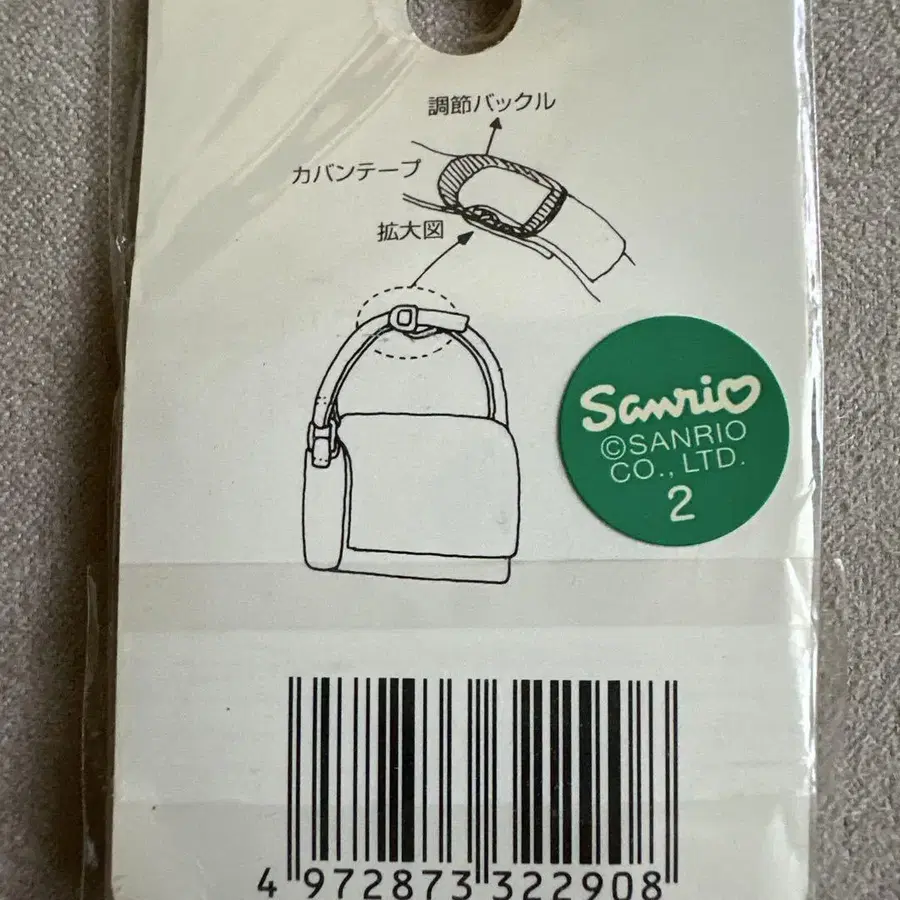 調節バックル
カバンテープ
拡大図
Sanrio
©SANRIO
CO., LTD.
2
4 972873 322908